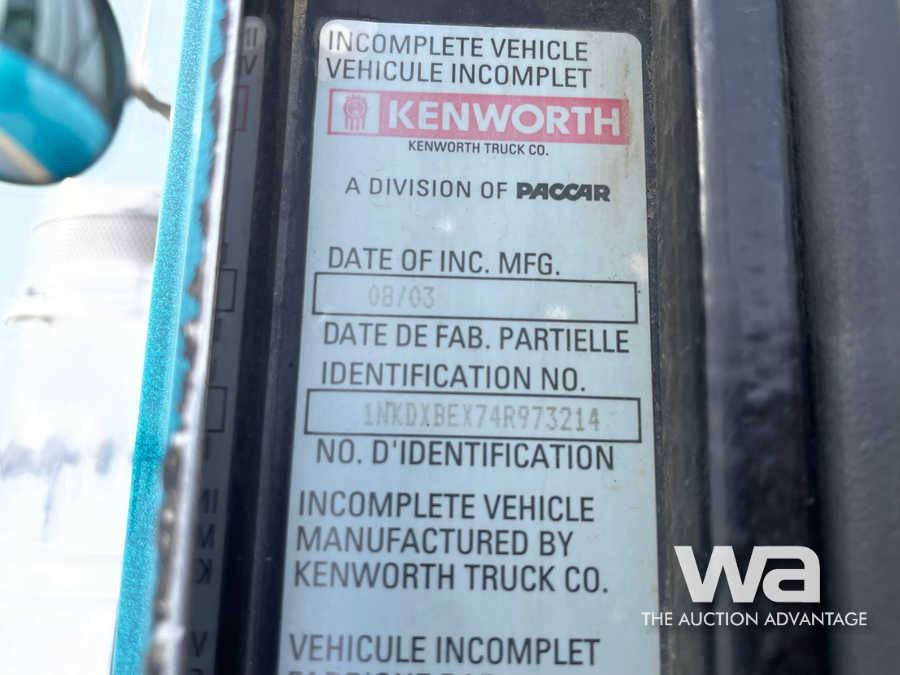 INCOMPLETE VEHICLE
VEHICULE INCOMPLET
KENWORTH
KENWORTH TRUCK CO.
A DIVISION OF PACCAR
DATE OF INC. MFG.
08/03
DATE DE FAB. PARTIELLE
IDENTIFICATION NO.
1NKDXBEX74R973214
NO. D'IDENTIFICATION
INCOMPLETE VEHICLE
MANUFACTURED BY
KENWORTH TRUCK CO.
VEHICULE INCOMPLET
wa
THE AUCTION ADVANTAGE